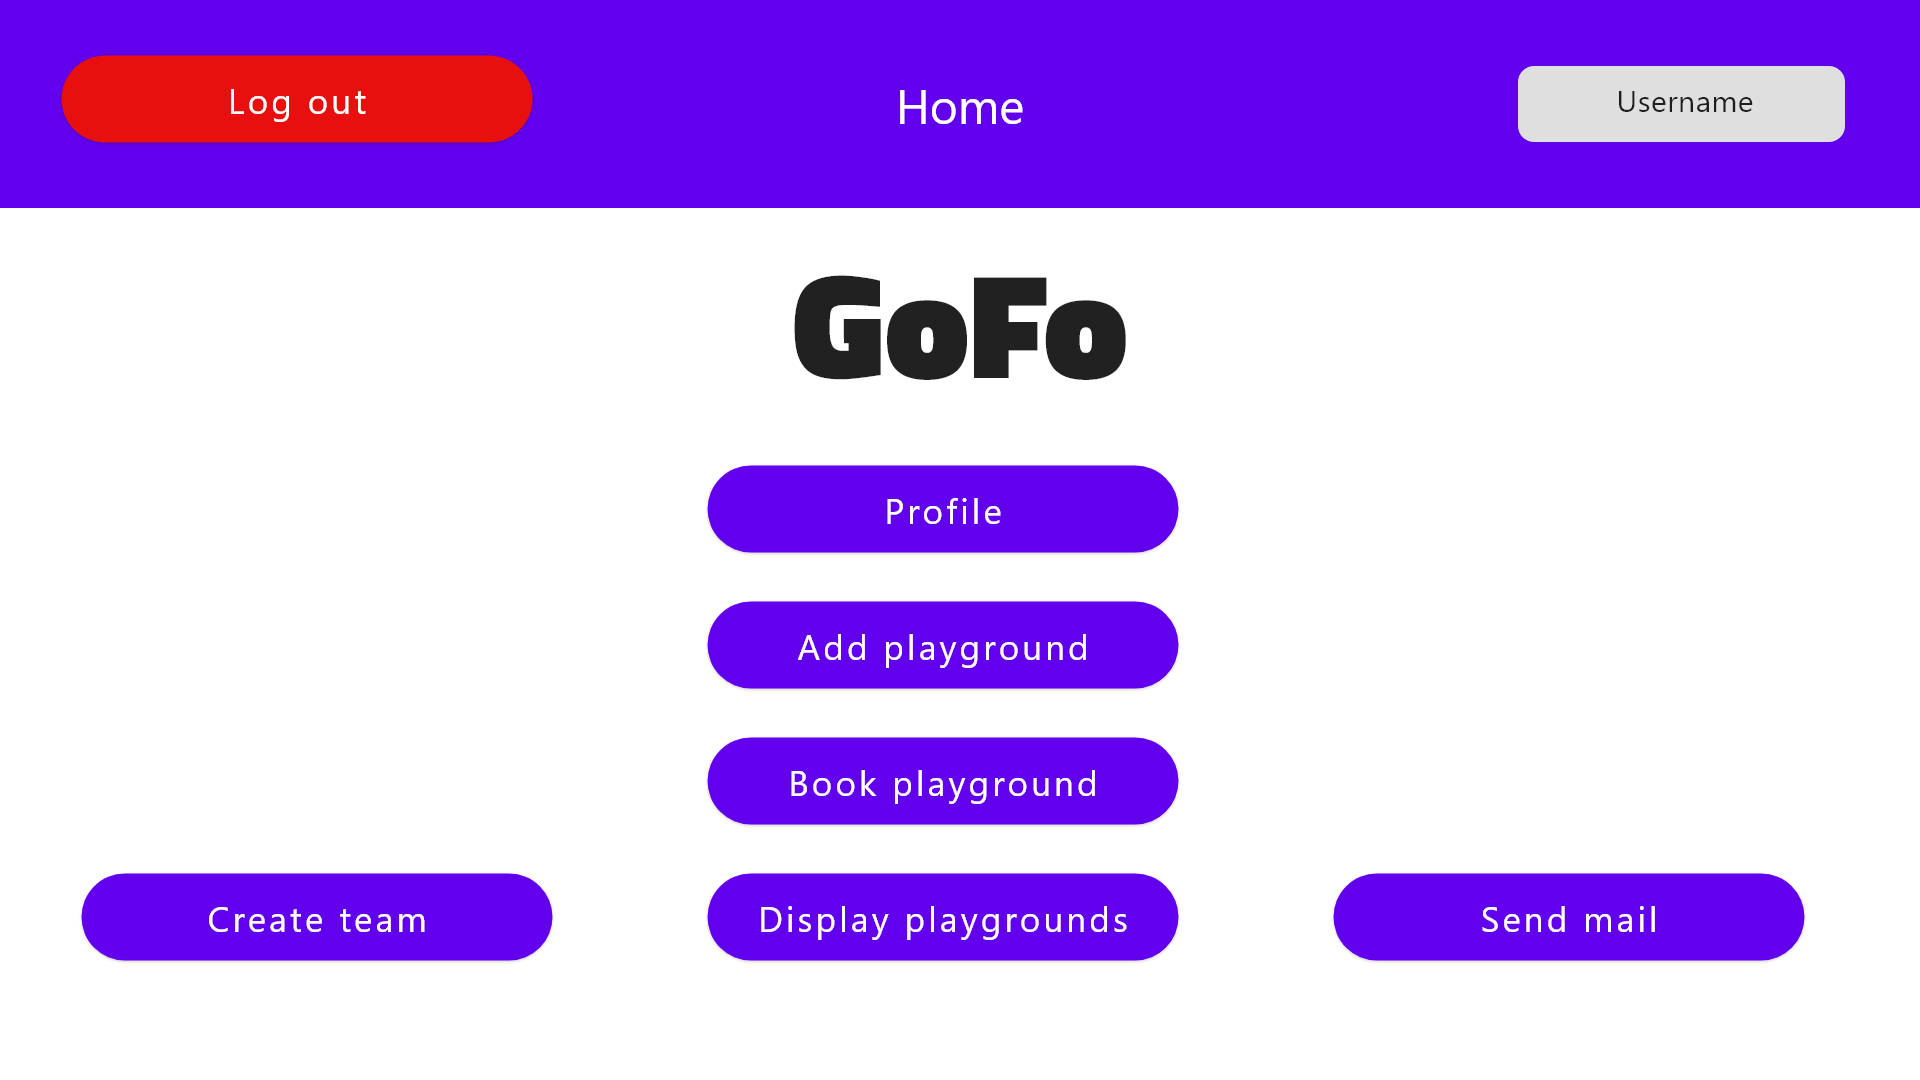 Log out
Home
Username
GoFo
Profile
Add playground
Book playground
Create team
Display playgrounds
Send mail